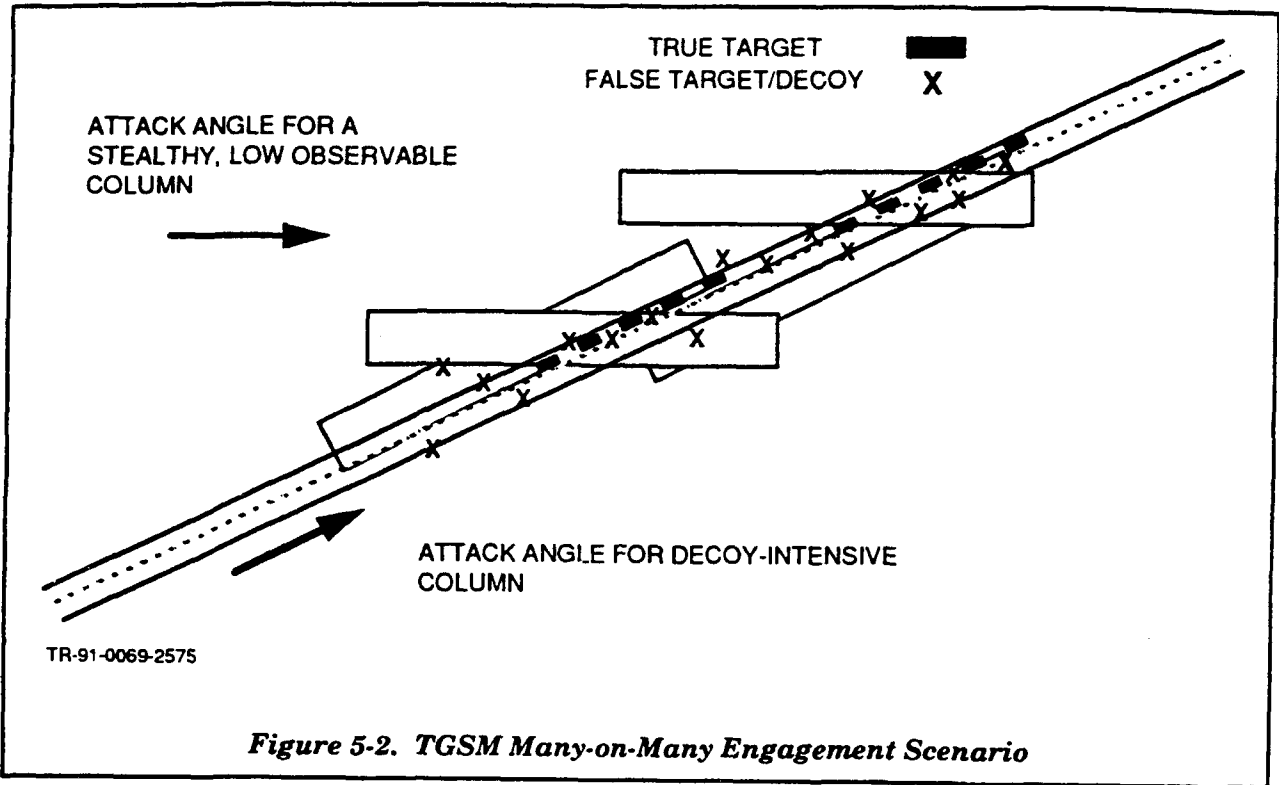 TRUE TARGET
FALSE TARGET/DECOY X
ATTACK ANGLE FOR A
STEALTHY, LOW OBSERVABLE
COLUMN
ATTACK ANGLE FOR DECOY-INTENSIVE
COLUMN
TR-91-0069-2575
Figure 5-2. TGSM Many-on-Many Engagement Scenario